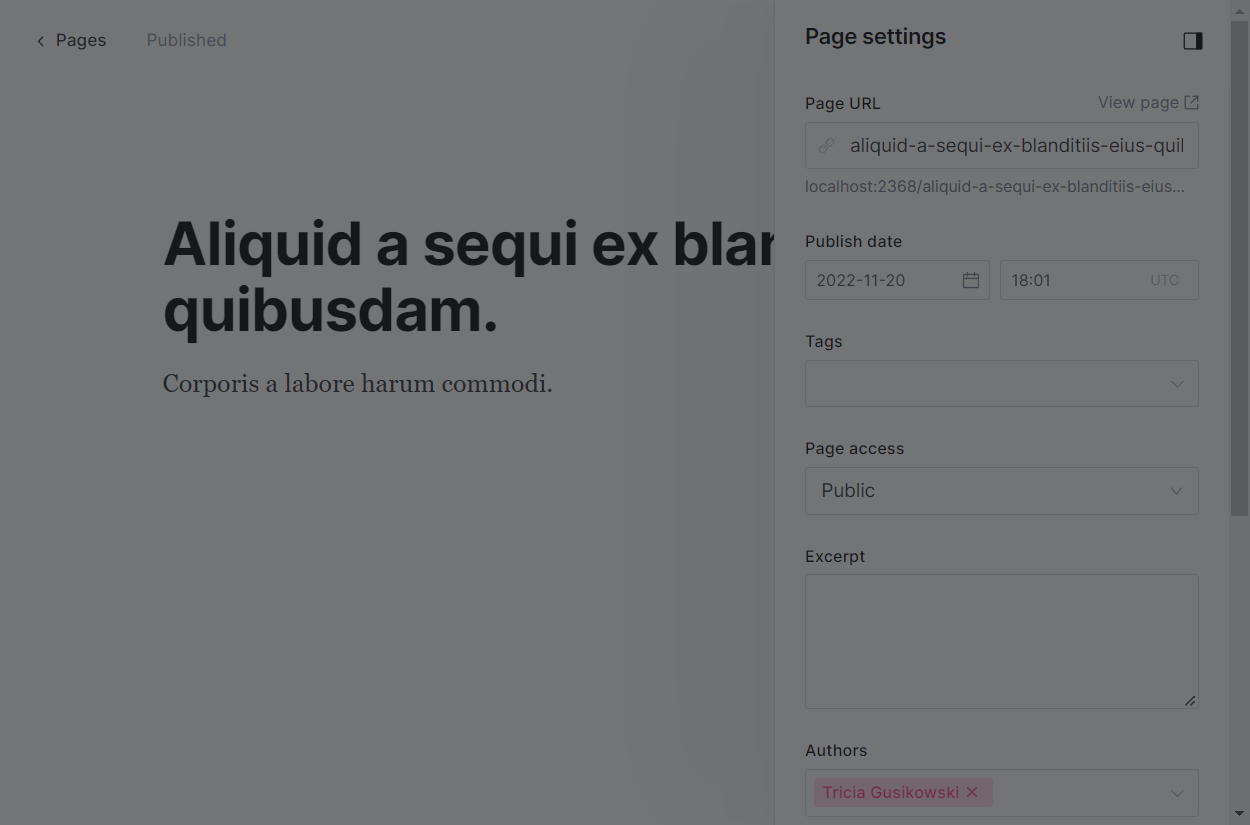 Pages
Published
Aliquid a sequi ex blan
quibusdam.
Corporis a labore harum commodi.
Page settings
Page URL
View page
aliquid-a-sequi-ex-blanditiis-eius-quil
localhost:2368/aliquid-a-sequi-ex-blanditiis-eius...
Publish date
2022-11-20
18:01
UTC
Tags
Page access
Public
Excerpt
Authors
Tricia Gusikowski